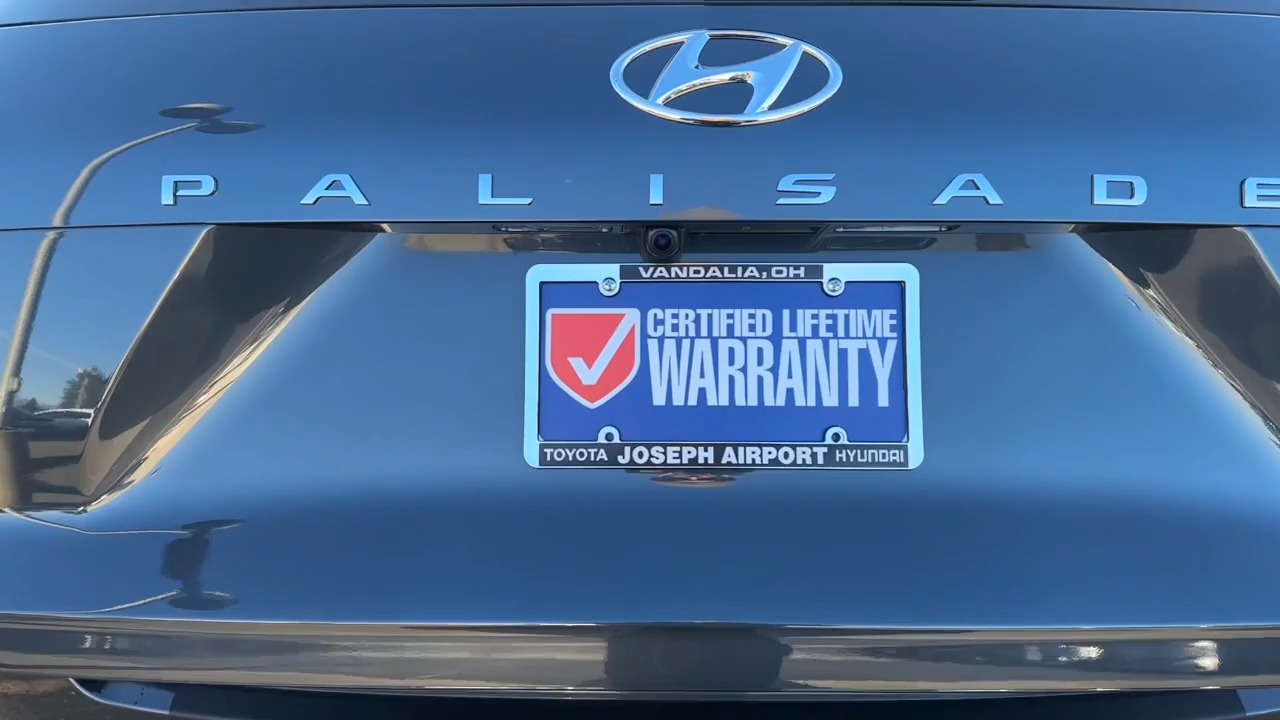 PALISADE
VANDALIA, OH
CERTIFIED LIFETIME
WARRANTY
TOYOTA JOSEPH AIRPORT HYUNDAI